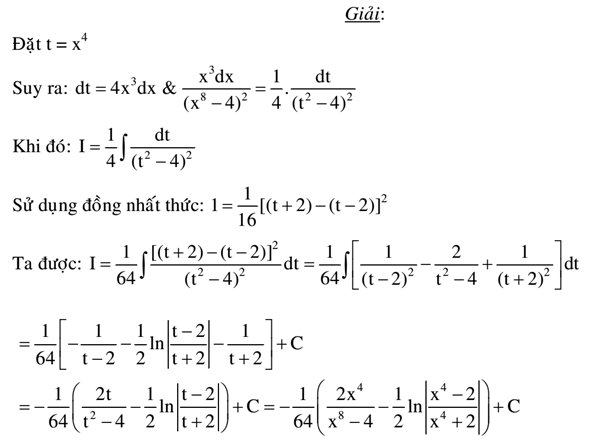 Giải:
Đặt t = x⁴
Suy ra: dt = 4x³dx & x³dx/(x⁸ – 4)² = 1/4 . dt/(t² – 4)²
Khi đó: I = 1/4 ∫ dt/(t² – 4)²
Sử dụng đồng nhất thức: 1 = 1/16 [(t + 2) – (t – 2)]²
Ta được: I = 1/64 ∫ [(t + 2) – (t – 2)]²/(t² – 4)² dt = 1/64 ∫ [1/(t – 2)² – 2/(t² – 4) + 1/(t + 2)²] dt
= 1/64 [– 1/(t – 2) – 1/2 ln|(t – 2)/(t + 2)| – 1/(t + 2)] + C
= – 1/64 (2t/(t² – 4) – 1/2 ln|(t – 2)/(t + 2)|) + C = – 1/64 (2x⁴/(x⁸ – 4) – 1/2 ln|(x⁴ – 2)/(x⁴ + 2)|) + C